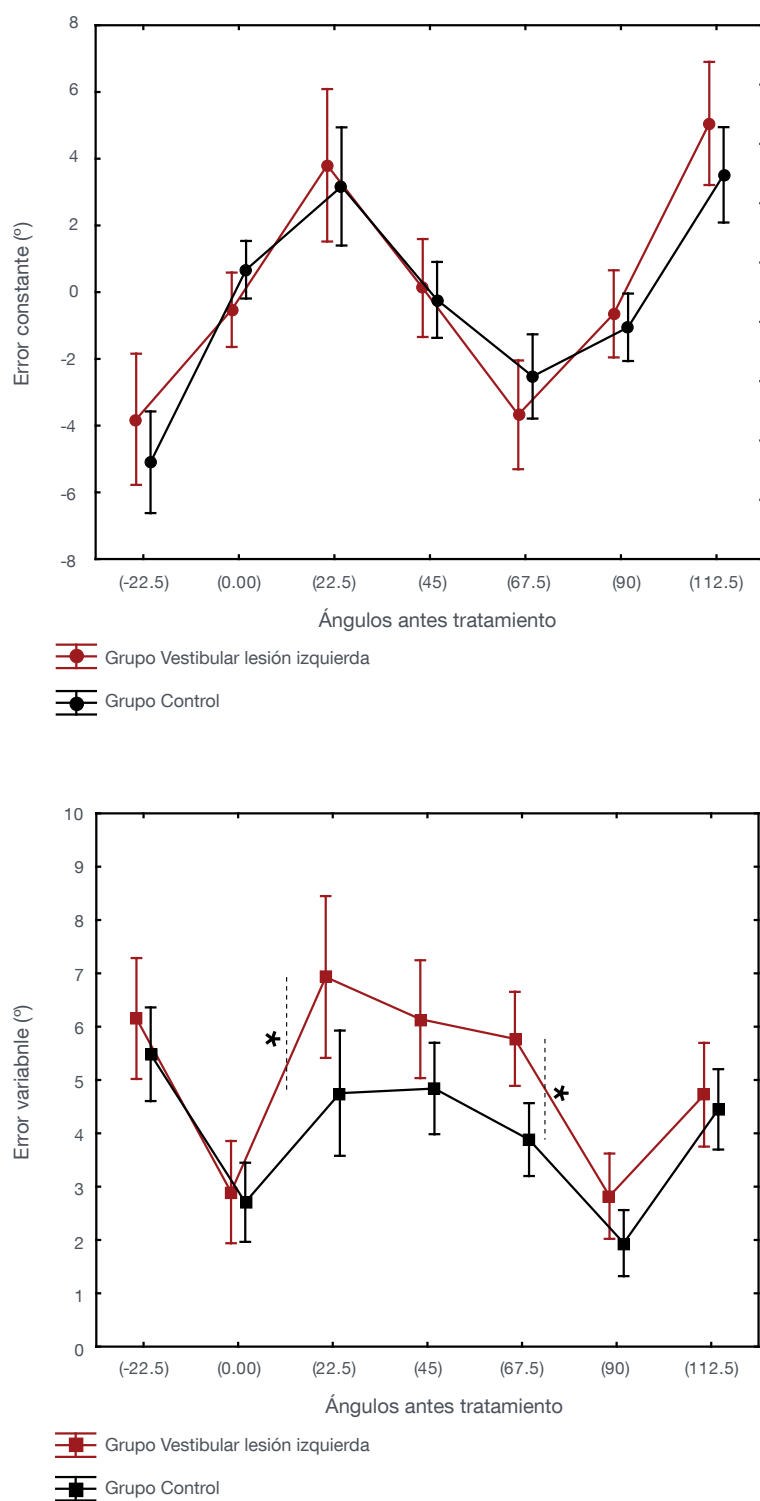 8
6
4
2
0
-2
-4
-6
-8
Error constante (º)
(-22.5) (0.00) (22.5) (45) (67.5) (90) (112.5)
Ángulos antes tratamiento
Grupo Vestibular lesión izquierda
Grupo Control
10
9
8
7
6
5
4
3
2
1
0
Error variabnle (º)
*
*
(-22.5) (0.00) (22.5) (45) (67.5) (90) (112.5)
Ángulos antes tratamiento
Grupo Vestibular lesión izquierda
Grupo Control